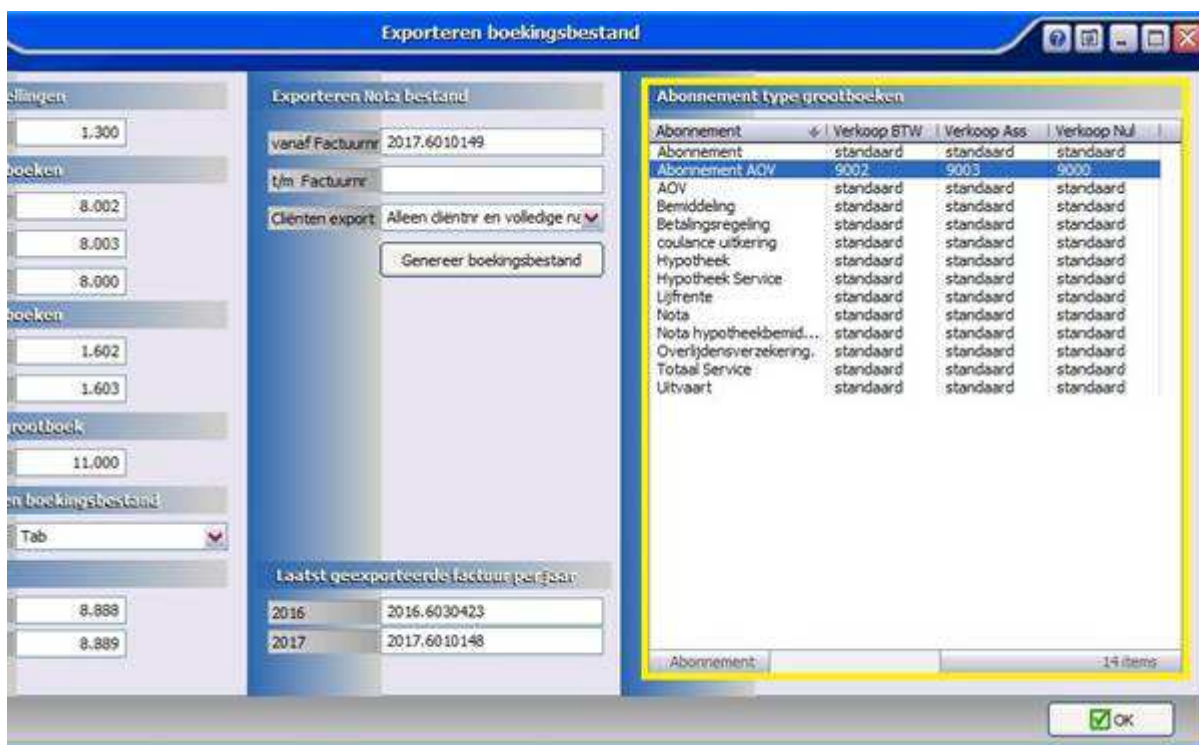 Exporteren boekingsbestand
ellingen
1.300
boeken
8.002
8.003
8.000
boeken
1.602
1.603
grootboek
11.000
en boekingsbestand
Tab
8.888
8.889
Exporteren Nota bestand
vanaf Factuurnr 2017.6010149
t/m Factuurnr
Cliënten export Alleen cliëntnr en volledige na
Genereer boekingsbestand
Laatst geexporteerde factuur per jaar
2016 2016.6030423
2017 2017.6010148
Abonnement type grootboeken
Abonnement Verkoop BTW Verkoop Ass Verkoop Nul
Abonnement standaard standaard standaard
Abonnement AOV 9002 9003 9000
AOV standaard standaard standaard
Bemiddeling standaard standaard standaard
Betalingsregeling standaard standaard standaard
coulance uitkering standaard standaard standaard
Hypotheek standaard standaard standaard
Hypotheek Service standaard standaard standaard
Lijfrente standaard standaard standaard
Nota standaard standaard standaard
Nota hypotheekbemid... standaard standaard standaard
Overlijdensverzekering. standaard standaard standaard
Totaal Service standaard standaard standaard
Uitvaart standaard standaard standaard
Abonnement 14 items
OK